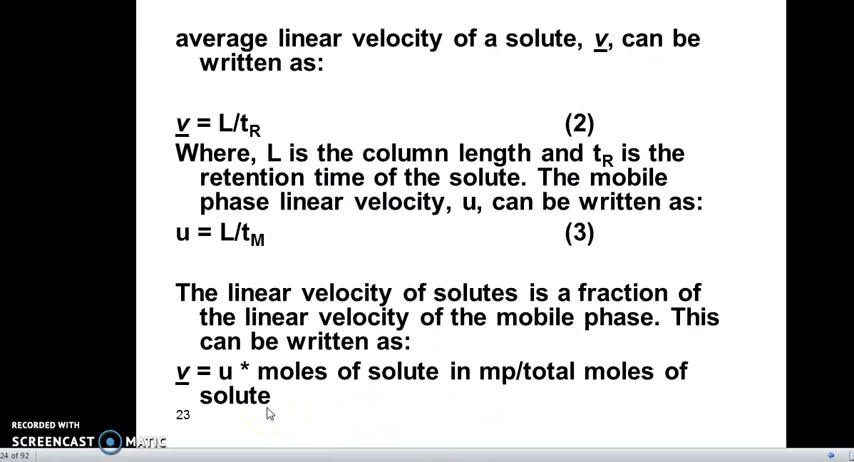 average linear velocity of a solute, v, can be
written as:
v = L/tR (2)
Where, L is the column length and tR is the
retention time of the solute. The mobile
phase linear velocity, u, can be written as:
u = L/tM (3)
The linear velocity of solutes is a fraction of
the linear velocity of the mobile phase. This
can be written as:
v = u * moles of solute in mp/total moles of
solute
23
RECORDED WITH
SCREENCAST MATIC
24 of 92